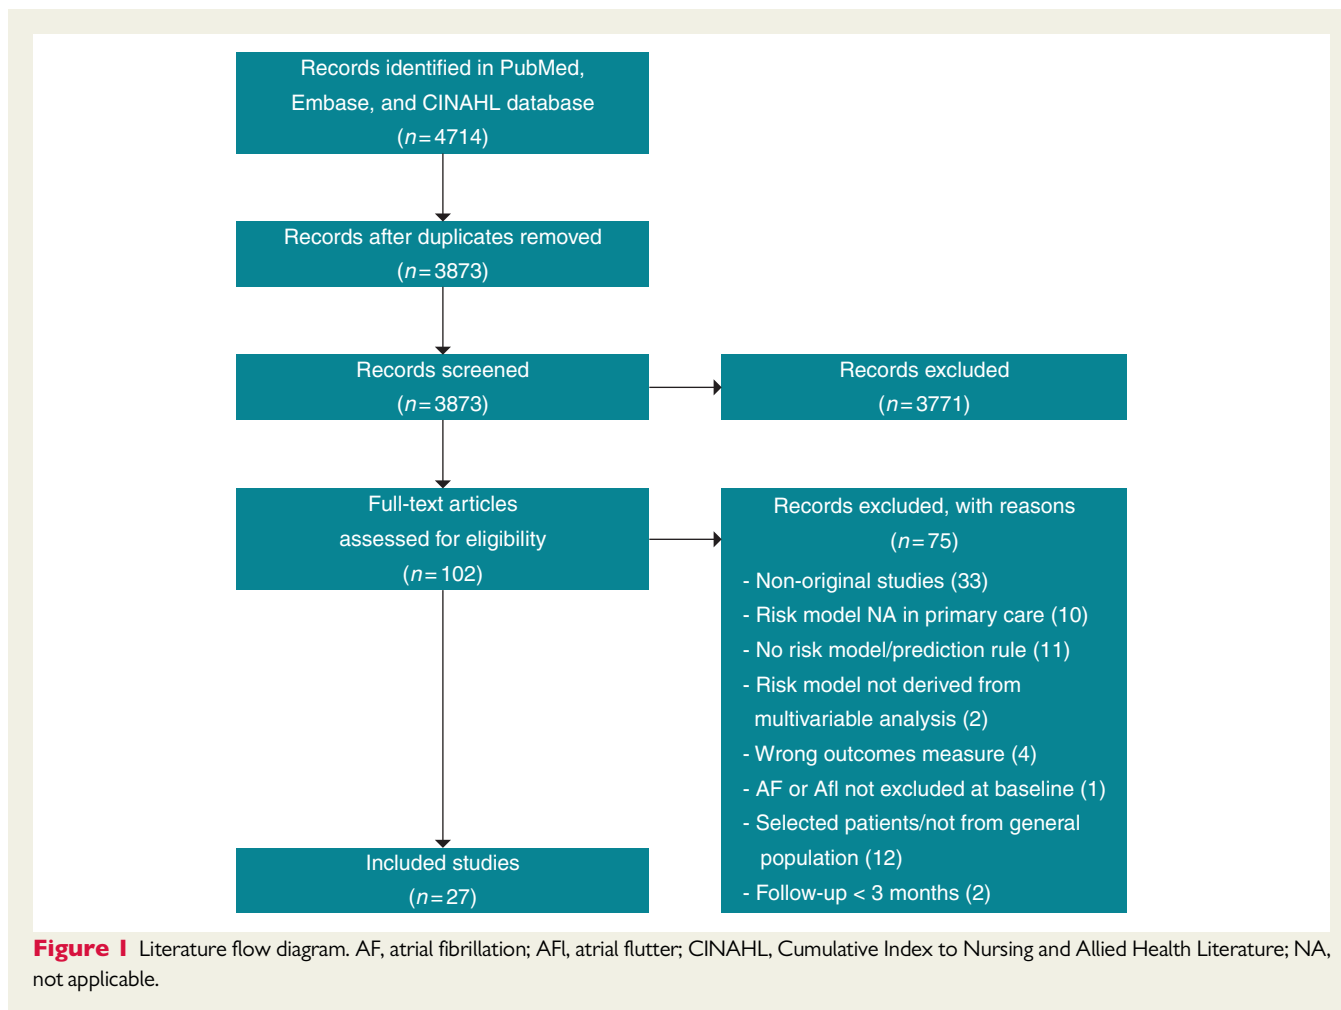 Records identified in PubMed,
Embase, and CINAHL database
(n=4714)
Records after duplicates removed
(n=3873)
Records screened
(n=3873)
Records excluded
(n=3771)
Full-text articles
assessed for eligibility
(n=102)
Records excluded, with reasons
(n=75)
- Non-original studies (33)
- Risk model NA in primary care (10)
- No risk model/prediction rule (11)
- Risk model not derived from
multivariable analysis (2)
- Wrong outcomes measure (4)
- AF or Afl not excluded at baseline (1)
- Selected patients/not from general
population (12)
- Follow-up < 3 months (2)
Included studies
(n=27)
Figure 1 Literature flow diagram. AF, atrial fibrillation; AFl, atrial flutter; CINAHL, Cumulative Index to Nursing and Allied Health Literature; NA,
not applicable.